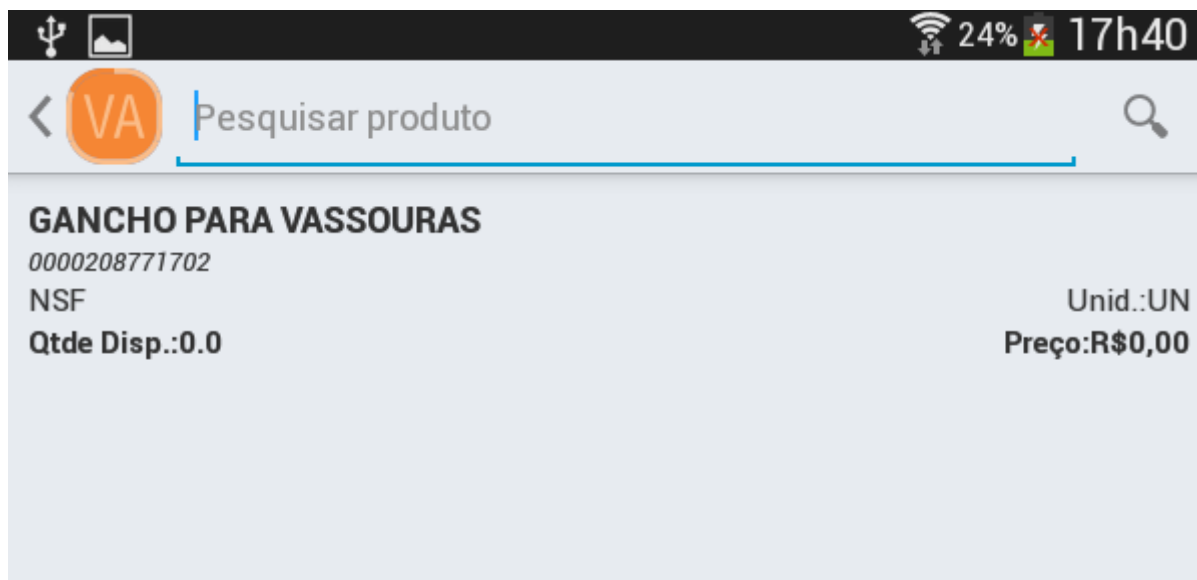 24% 17h40
VA Pesquisar produto
GANCHO PARA VASSOURAS
0000208771702
NSF Unid.:UN
Qtde Disp.:0.0 Preço:R$0,00